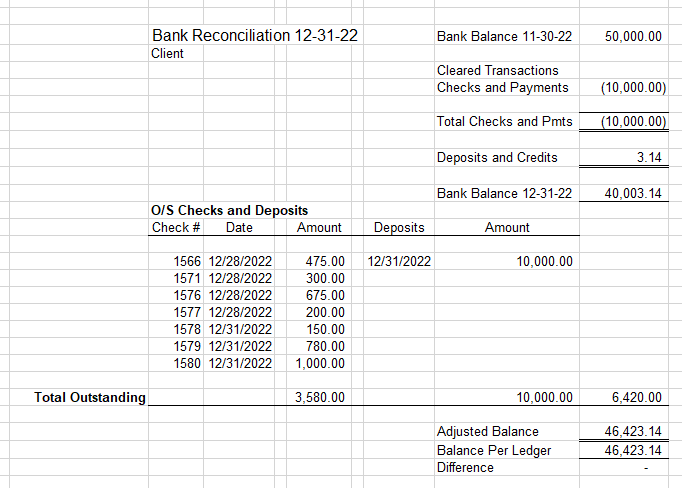 Bank Reconciliation 12-31-22 Bank Balance 11-30-22 50,000.00
Client
Cleared Transactions
Checks and Payments (10,000.00)
Total Checks and Pmts (10,000.00)
Deposits and Credits 3.14
Bank Balance 12-31-22 40,003.14
O/S Checks and Deposits
Check # Date Amount Deposits Amount
1566 12/28/2022 475.00 12/31/2022 10,000.00
1571 12/28/2022 300.00
1576 12/28/2022 675.00
1577 12/28/2022 200.00
1578 12/31/2022 150.00
1579 12/31/2022 780.00
1580 12/31/2022 1,000.00
Total Outstanding 3,580.00 10,000.00 6,420.00
Adjusted Balance 46,423.14
Balance Per Ledger 46,423.14
Difference -